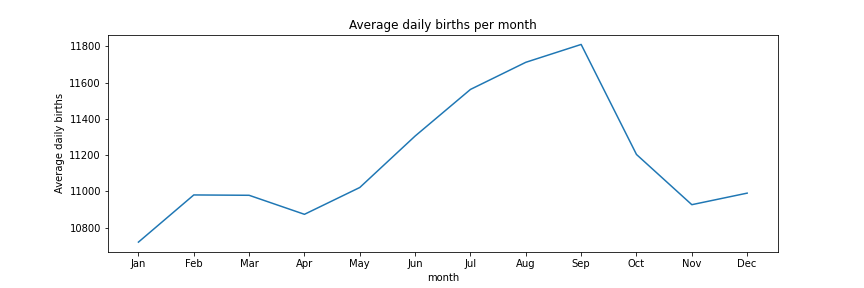 Average daily births per month
Average daily births
11800
11600
11400
11200
11000
10800
Jan Feb Mar Apr May Jun Jul Aug Sep Oct Nov Dec
month